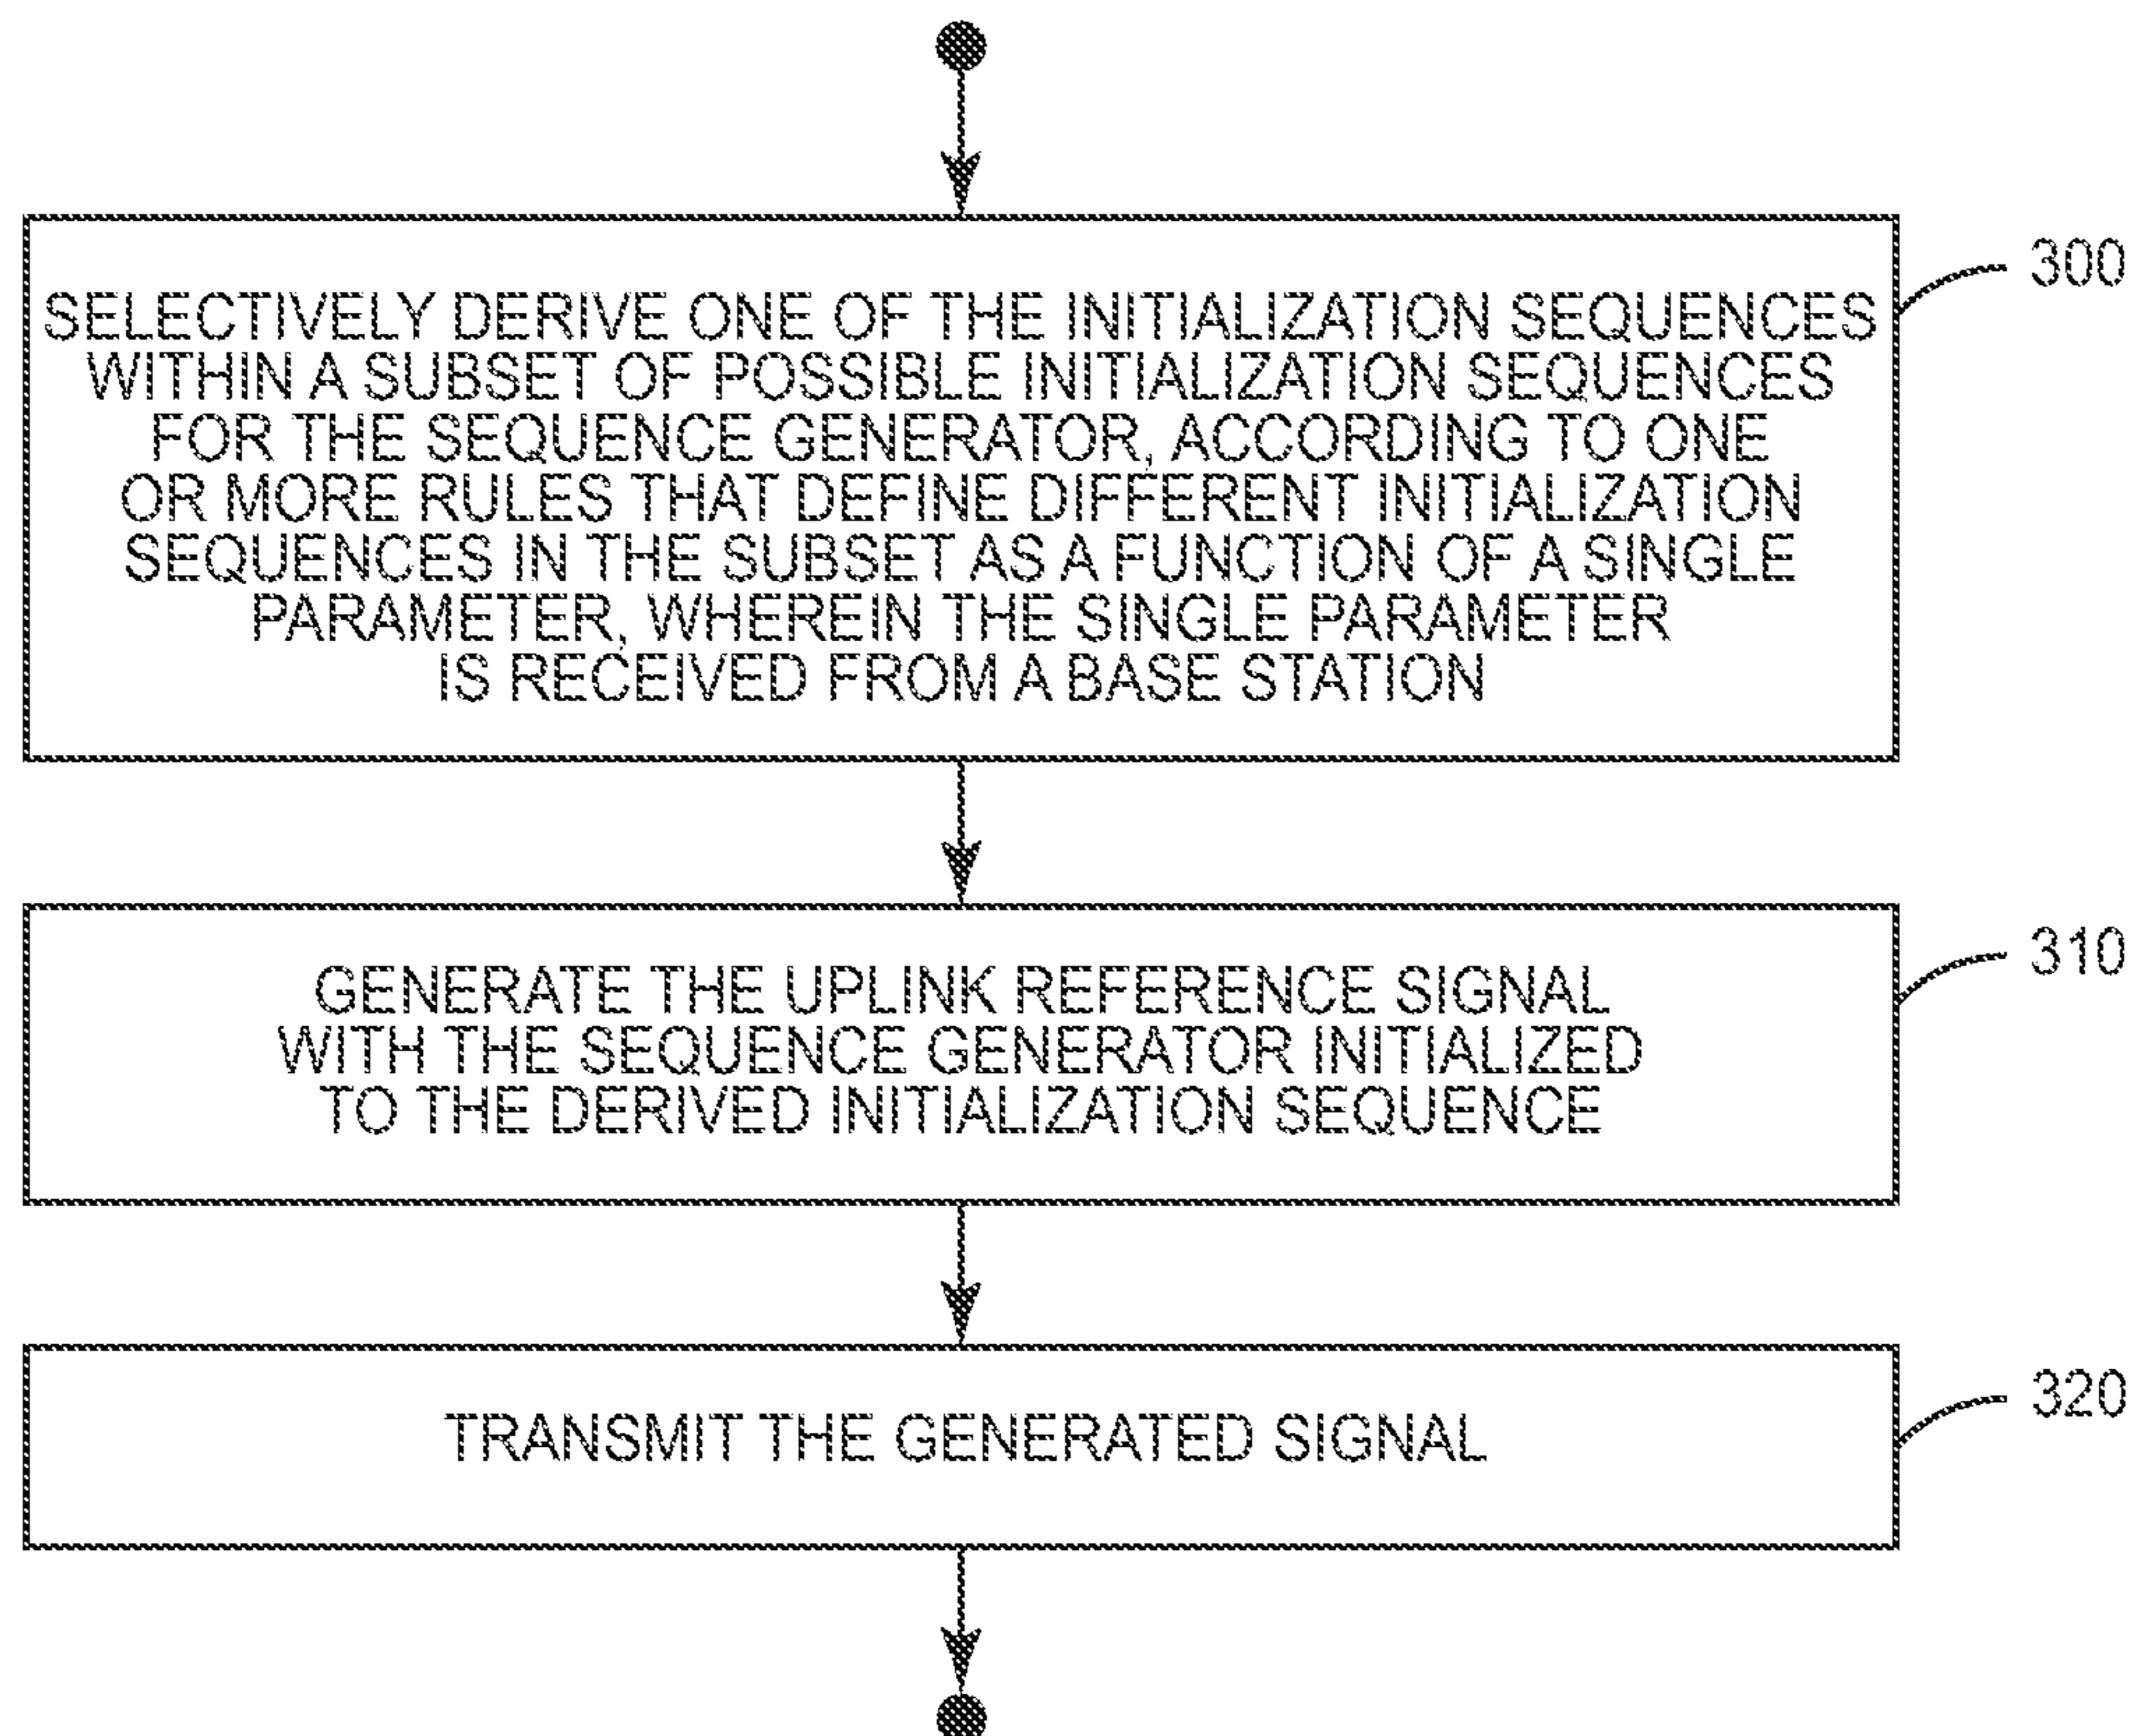 SELECTIVELY DERIVE ONE OF THE INITIALIZATION SEQUENCES
WITHIN A SUBSET OF POSSIBLE INITIALIZATION SEQUENCES
FOR THE SEQUENCE GENERATOR, ACCORDING TO ONE
OR MORE RULES THAT DEFINE DIFFERENT INITIALIZATION
SEQUENCES IN THE SUBSET AS A FUNCTION OF A SINGLE
PARAMETER, WHEREIN THE SINGLE PARAMETER
IS RECEIVED FROM A BASE STATION
300
GENERATE THE UPLINK REFERENCE SIGNAL
WITH THE SEQUENCE GENERATOR INITIALIZED
TO THE DERIVED INITIALIZATION SEQUENCE
310
TRANSMIT THE GENERATED SIGNAL
320